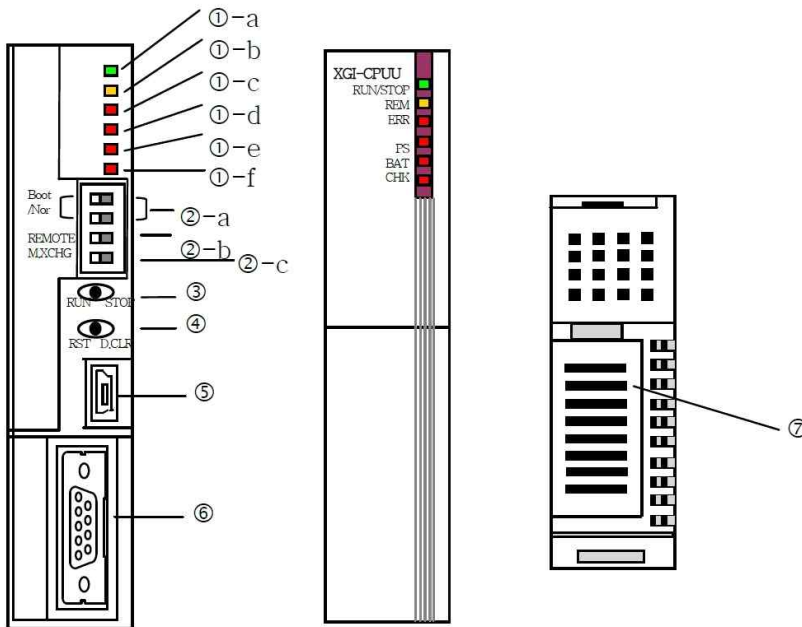 ①-a
①-b
①-c
①-d
①-e
①-f
Boot
/Nor
②-a
REMOTE
②-b
M.XCHG
②-c
RUN STOP
③
RST D.CLR
④
⑤
⑥
XGI-CPUU
RUN/STOP
REM
ERR
PS
BAT
CHK
⑦